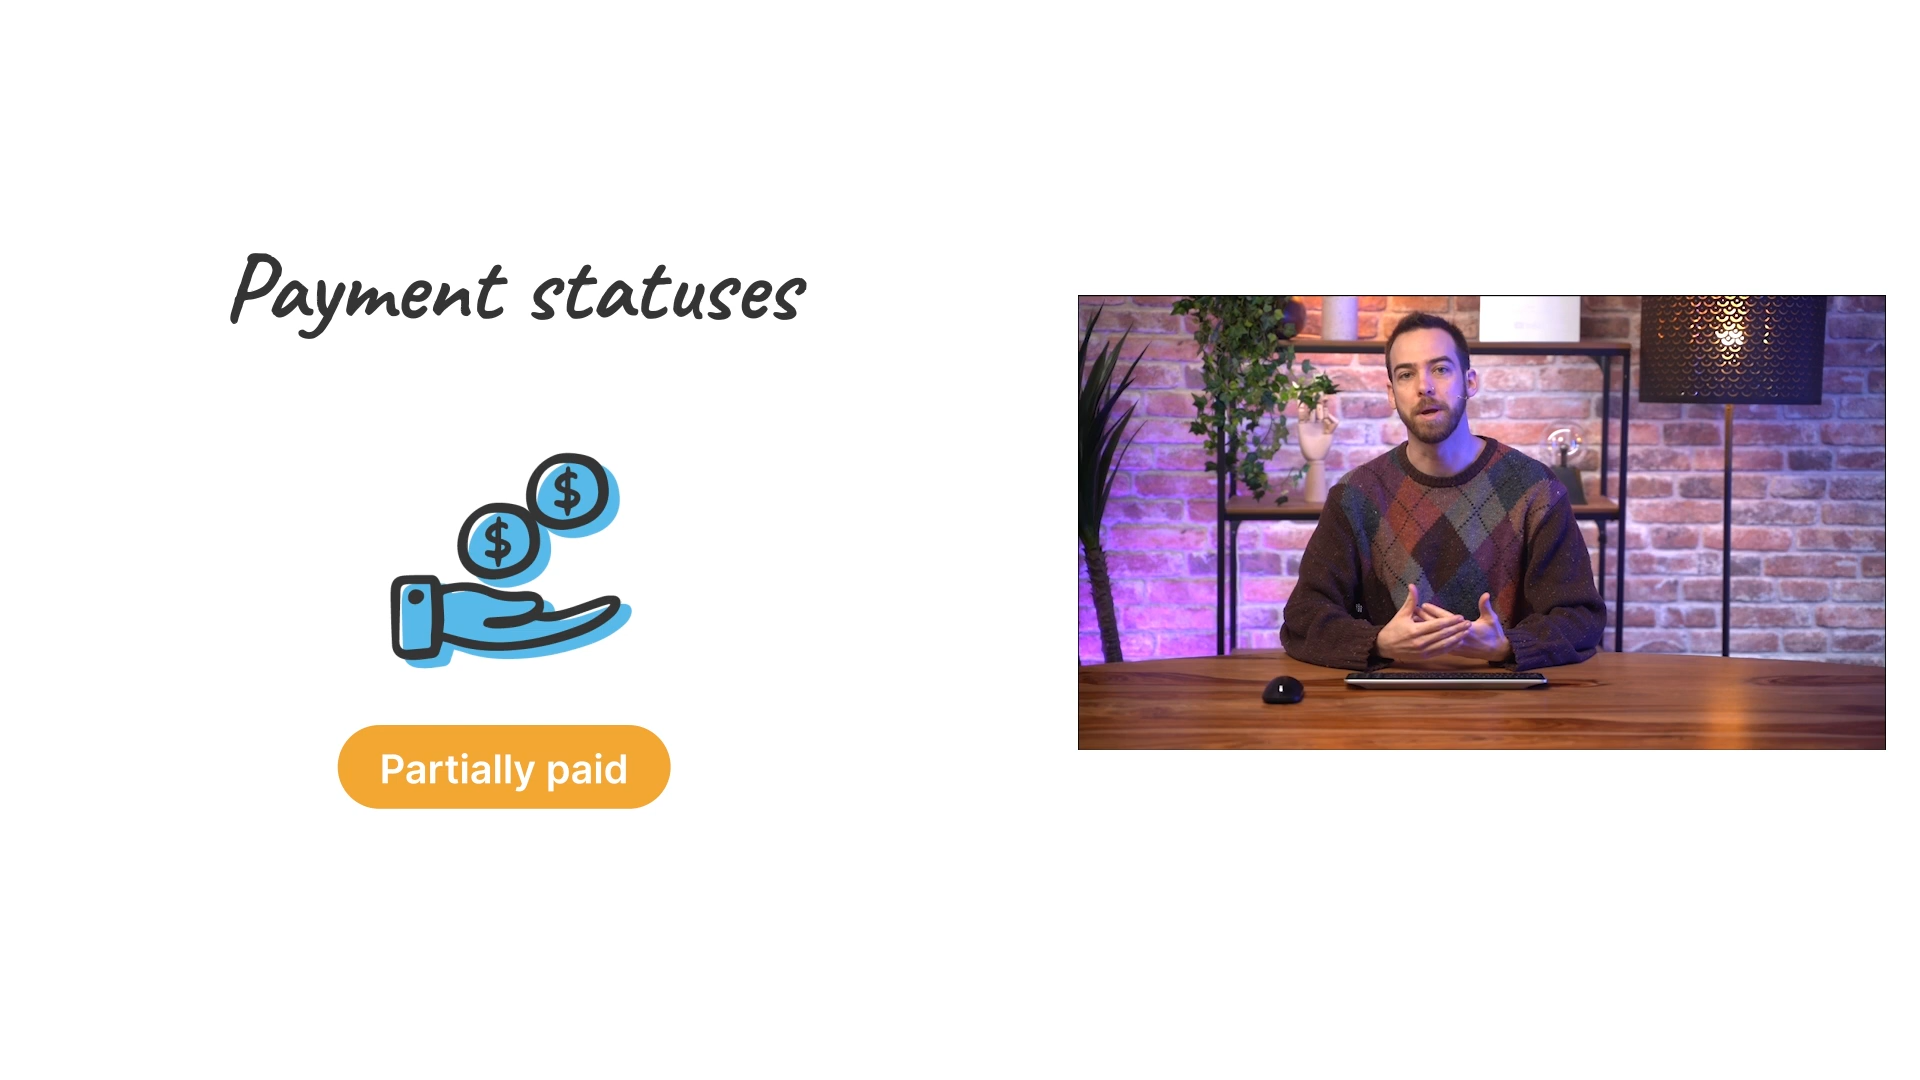 Payment statuses
$
$
Partially paid